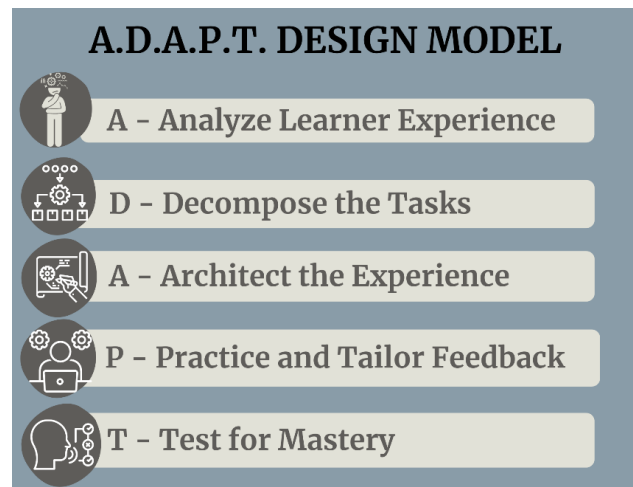 A.D.A.P.T. DESIGN MODEL
A - Analyze Learner Experience
D - Decompose the Tasks
A - Architect the Experience
P - Practice and Tailor Feedback
T - Test for Mastery